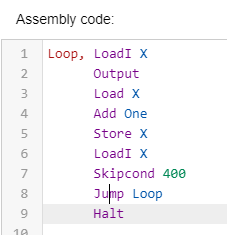 Assembly code:
1 Loop, LoadI X
2 Output
3 Load X
4 Add One
5 Store X
6 LoadI X
7 Skipcond 400
8 Jump Loop
9 Halt
10